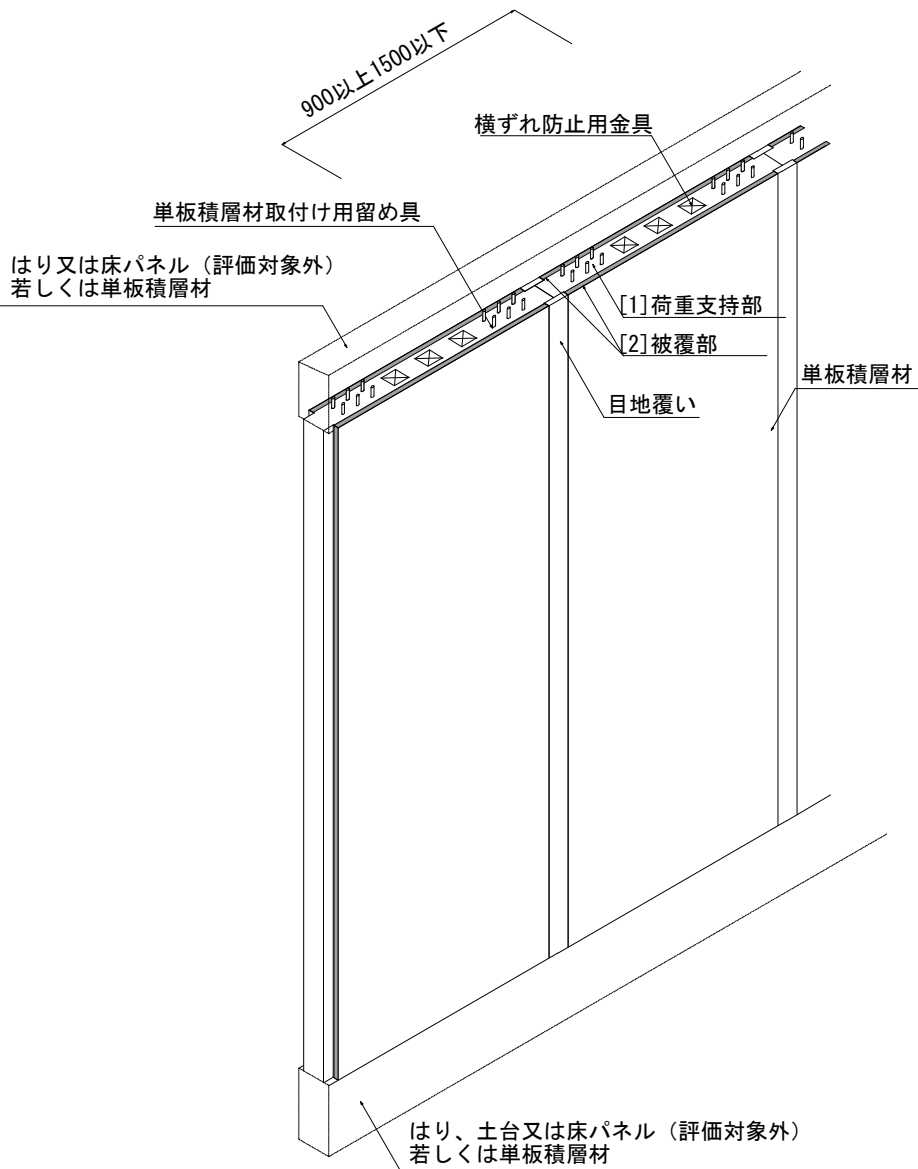 900以上1500以下
横ずれ防止用金具
単板積層材取付け用留め具
はり又は床パネル（評価対象外）
若しくは単板積層材
[1]荷重支持部
[2]被覆部
単板積層材
目地覆い
はり、土台又は床パネル（評価対象外）
若しくは単板積層材